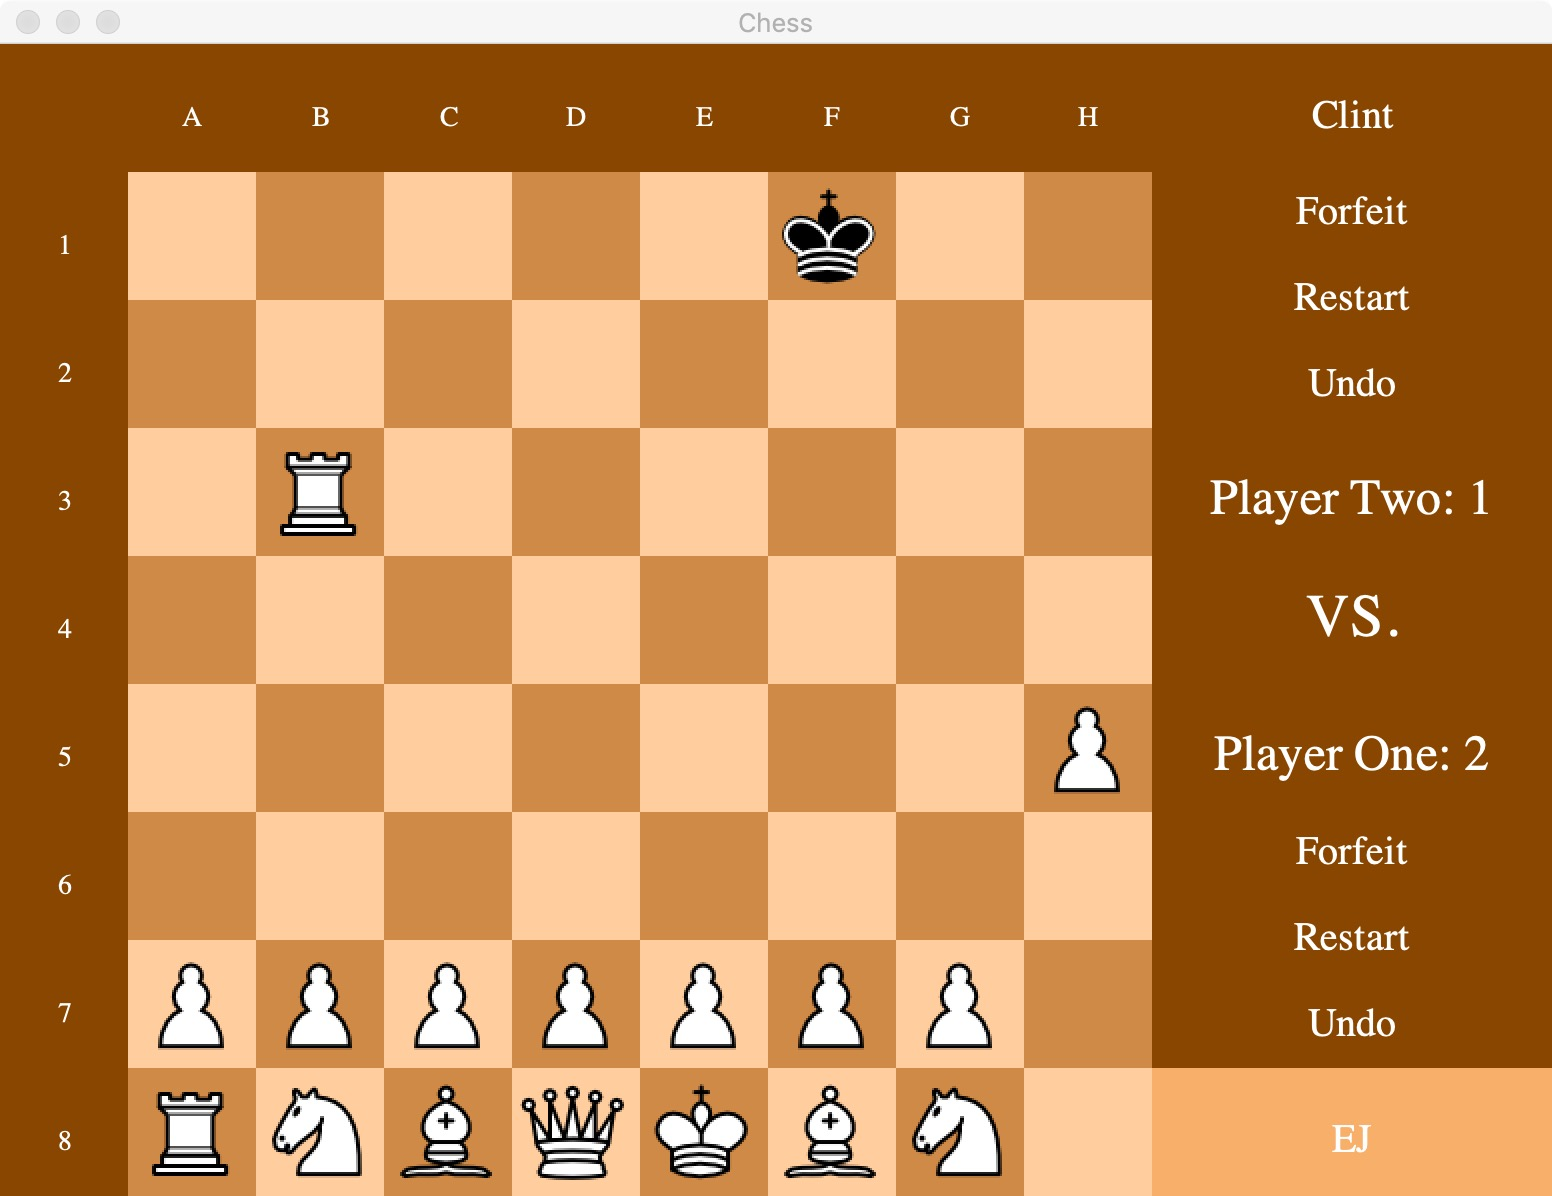 Chess
A B C D E F G H
Clint
1
Forfeit
Restart
2
Undo
3
Player Two: 1
4
VS.
5
Player One: 2
6
Forfeit
Restart
7
Undo
8
EJ